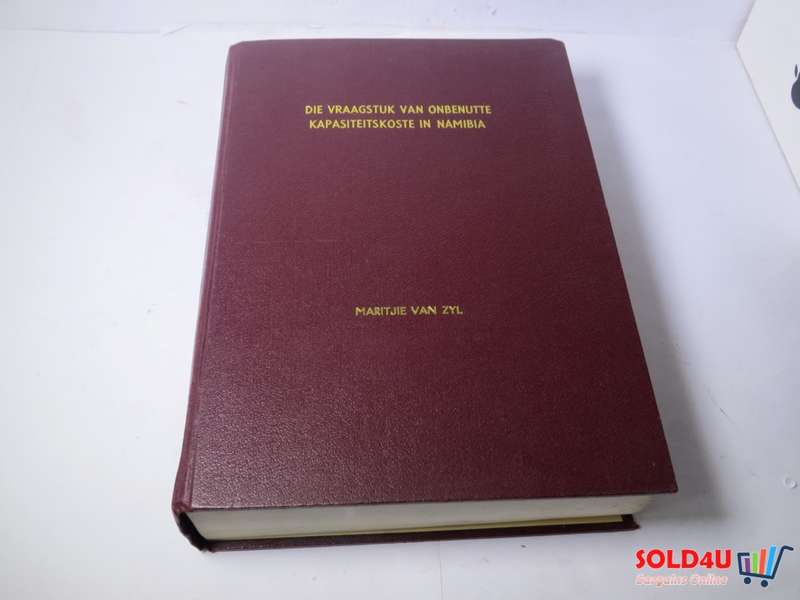 DIE VRAAGSTUK VAN ONBENUTTE
KAPASITEITSKOSTE IN NAMIBIA
MARITJIE VAN ZYL
SOLD4U
Bargains Online